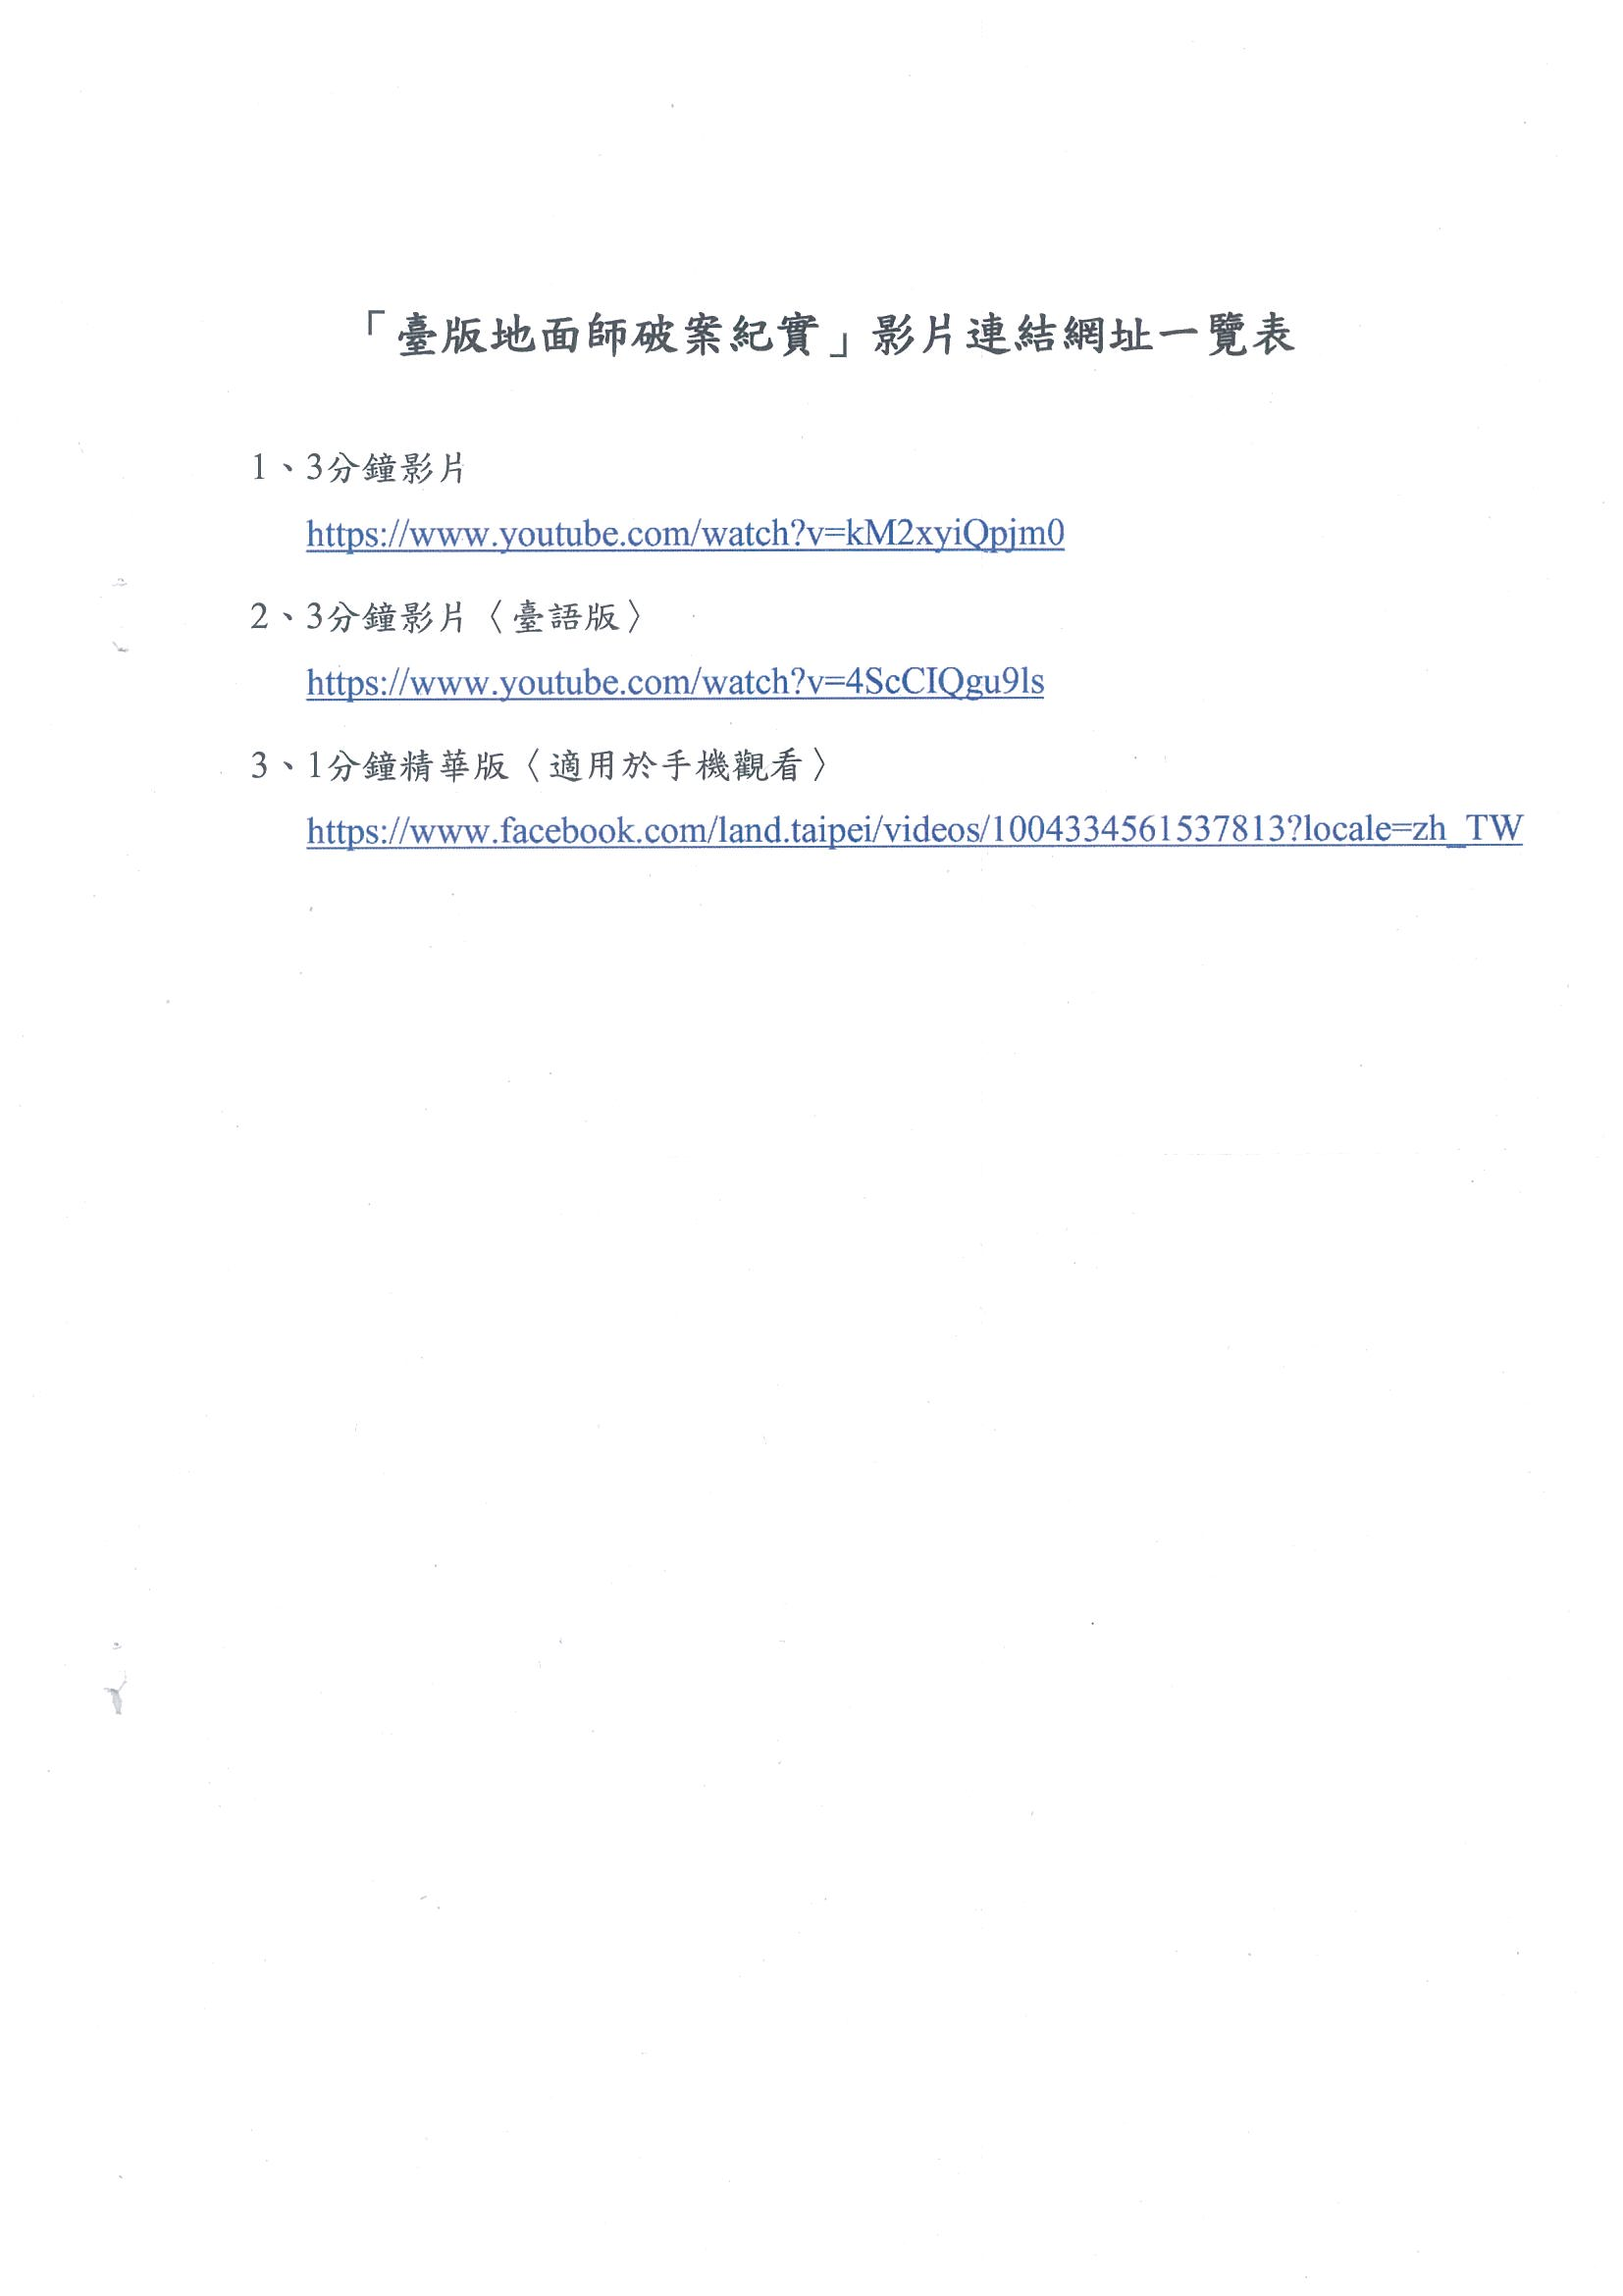 「臺版地面師破案紀實」影片連結網址一覽表
1、3分鐘影片
https://www.youtube.com/watch?v=kM2xyiQpjm0
2、3分鐘影片〈臺語版〉
https://www.youtube.com/watch?v=4ScCIQgu9ls
3、1分鐘精華版〈適用於手機觀看〉
https://www.facebook.com/land.taipei/videos/1004334561537813?locale=zh_TW